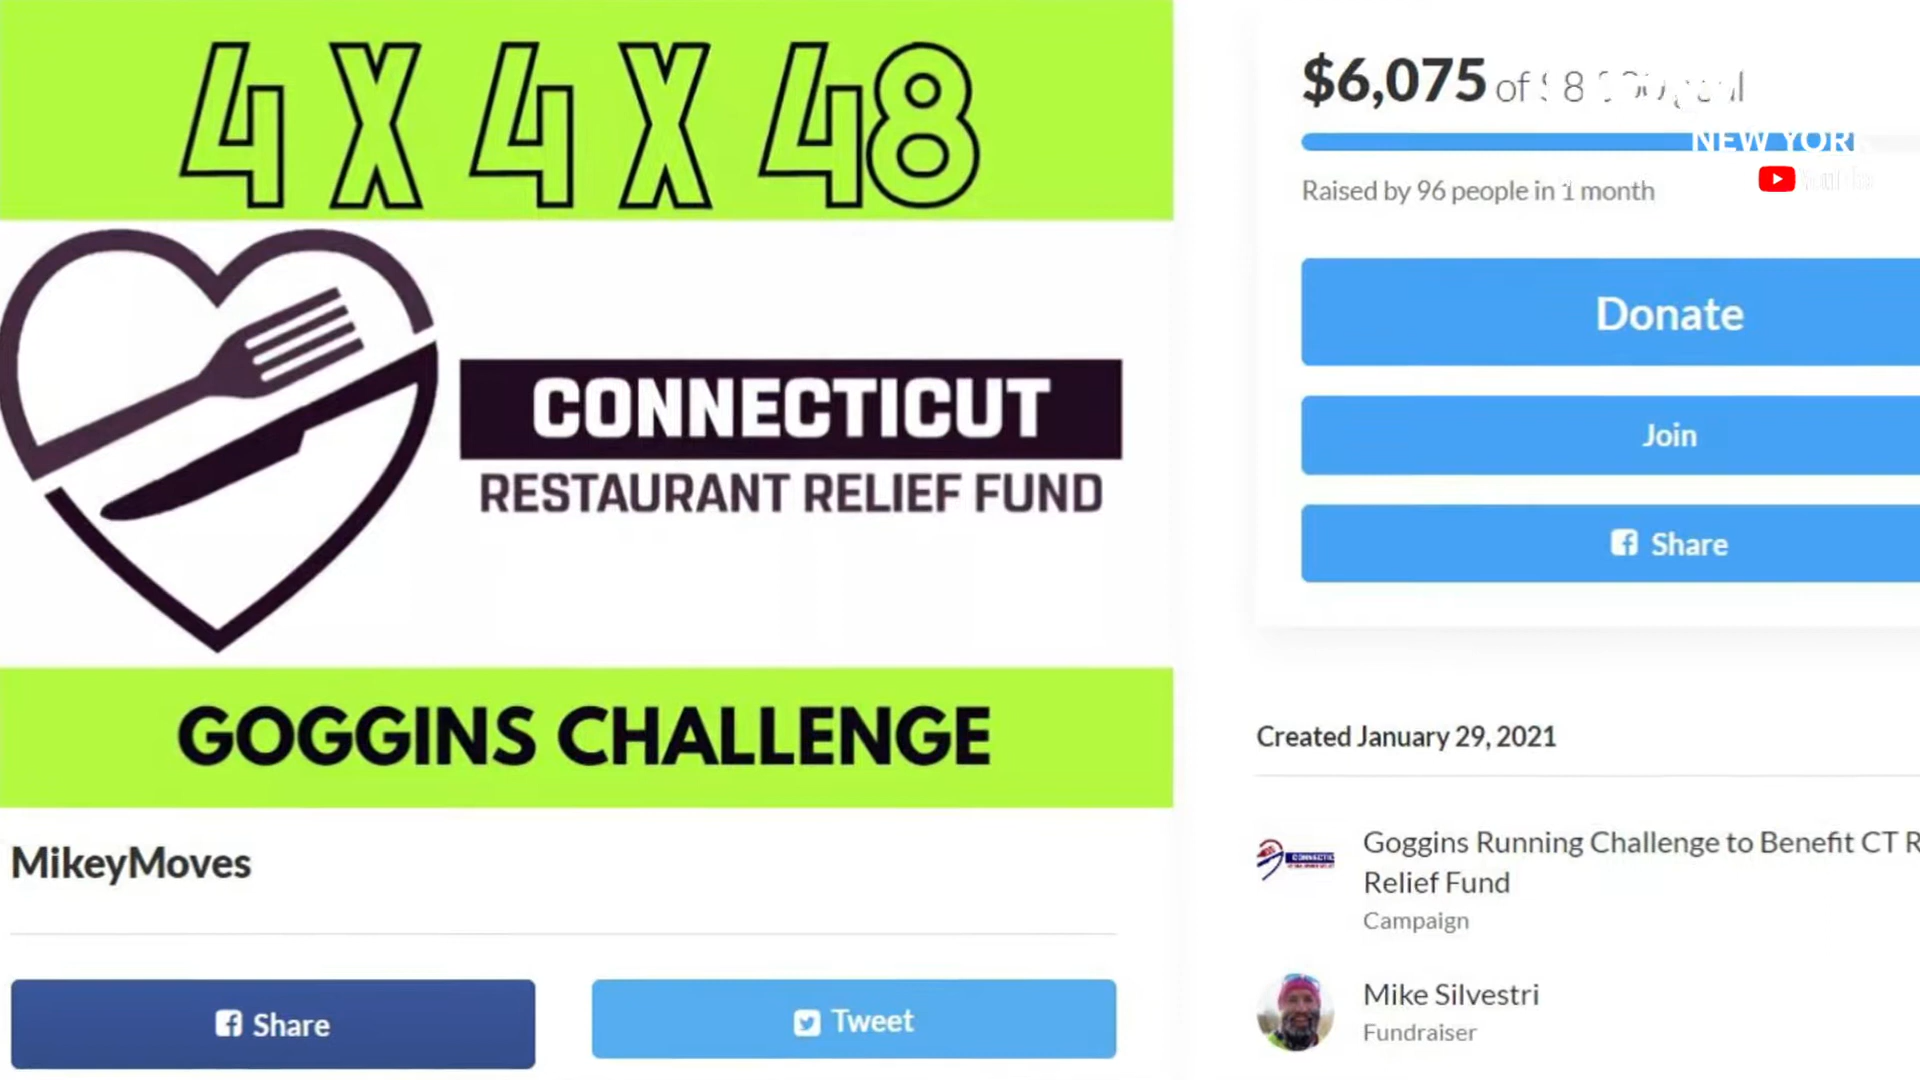 4 X 4 X 48
CONNECTICUT
RESTAURANT RELIEF FUND
GOGGINS CHALLENGE
MikeyMoves
Share
Tweet
$6,075 of
NEW YORK
Raised by 96 people in 1 month
Donate
Join
Share
Created January 29, 2021
Goggins Running Challenge to Benefit CT R
Relief Fund
Campaign
Mike Silvestri
Fundraiser